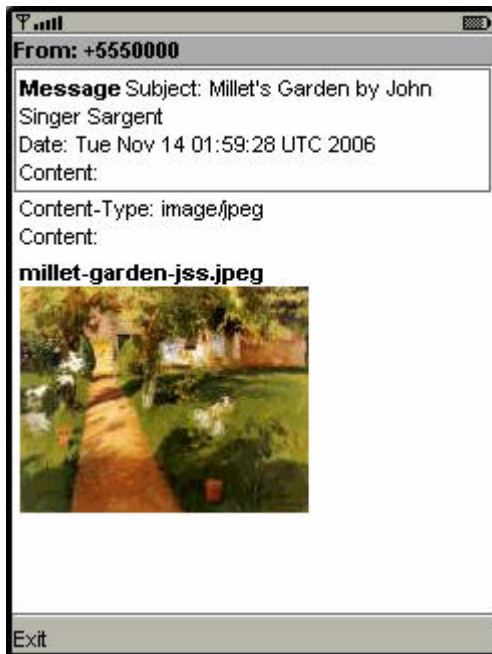 From: +5550000
Message Subject: Millet's Garden by John
Singer Sargent
Date: Tue Nov 14 01:59:28 UTC 2006
Content:
Content-Type: image/jpeg
Content:
millet-garden-jss.jpeg
Exit